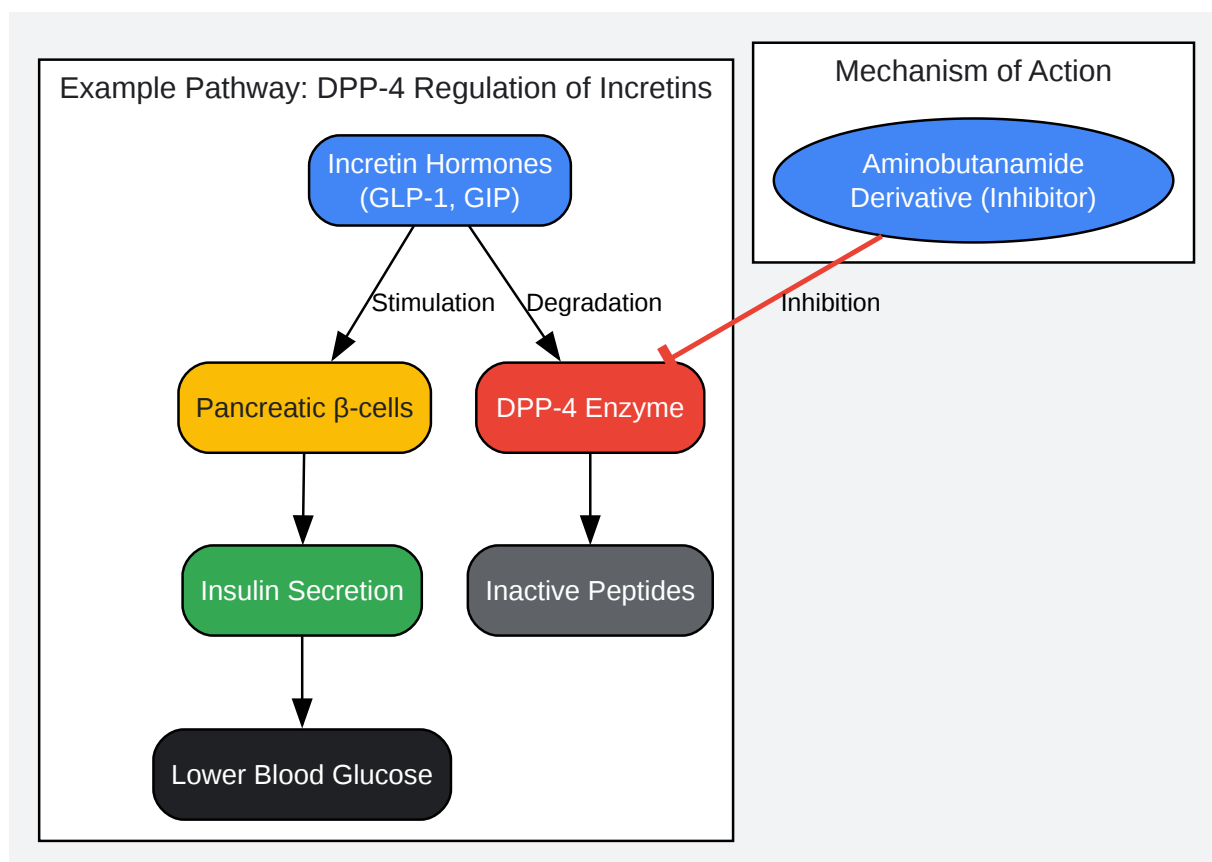 Example Pathway: DPP-4 Regulation of Incretins
Incretin Hormones
(GLP-1, GIP)
Stimulation
Degradation
Pancreatic β-cells
DPP-4 Enzyme
Insulin Secretion
Inactive Peptides
Lower Blood Glucose
Mechanism of Action
Aminobutanamide
Derivative (Inhibitor)
Inhibition